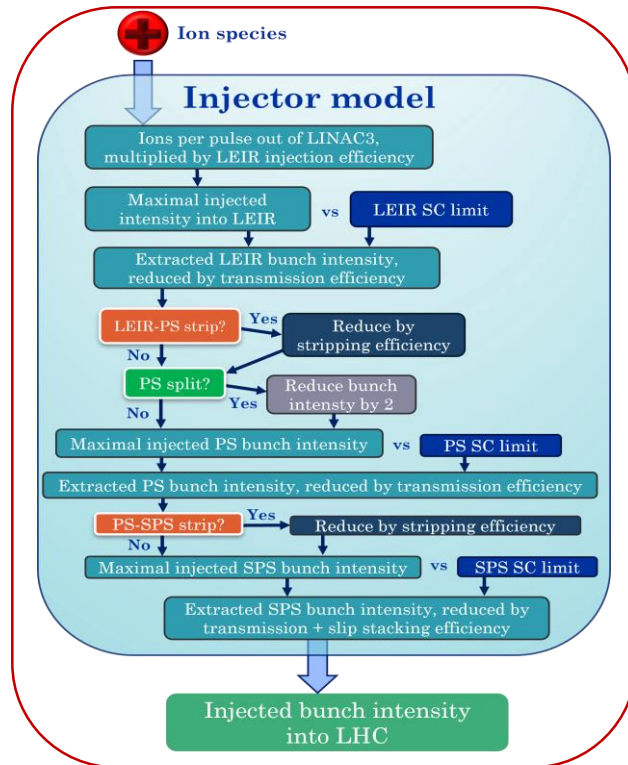 Ion species
Injector model
Ions per pulse out of LINAC3,
multiplied by LEIR injection efficiency
Maximal injected
intensity into LEIR
vs
LEIR SC limit
Extracted LEIR bunch intensity,
reduced by transmission efficiency
LEIR-PS strip?
Yes
Reduce by
stripping efficiency
No
PS split?
Yes
Reduce bunch
intensty by 2
No
Maximal injected PS bunch intensity
vs
PS SC limit
Extracted PS bunch intensity, reduced by transmission efficiency
PS-SPS strip?
Yes
Reduce by stripping efficiency
No
Maximal injected SPS bunch intensity
vs
SPS SC limit
Extracted SPS bunch intensity, reduced by
transmission + slip stacking efficiency
Injected bunch intensity
into LHC